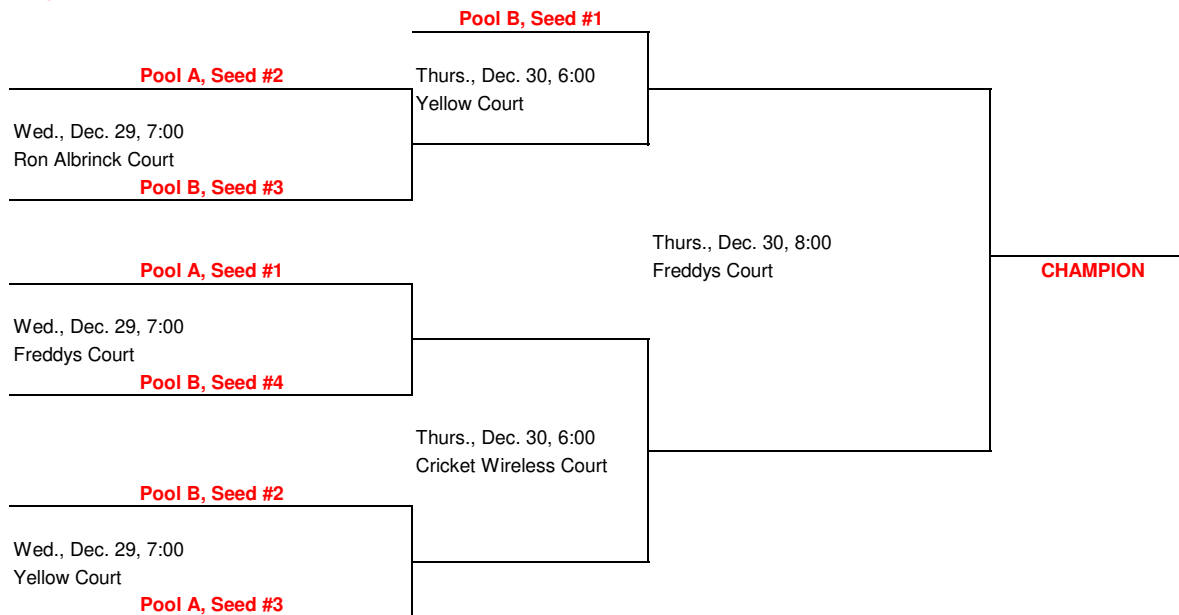 Pool B, Seed #1
Pool A, Seed #2
Thurs., Dec. 30, 6:00
Yellow Court
Wed., Dec. 29, 7:00
Ron Albrinck Court
Pool B, Seed #3
Thurs., Dec. 30, 8:00
Freddys Court
CHAMPION
Pool A, Seed #1
Wed., Dec. 29, 7:00
Freddys Court
Pool B, Seed #4
Thurs., Dec. 30, 6:00
Cricket Wireless Court
Pool B, Seed #2
Wed., Dec. 29, 7:00
Yellow Court
Pool A, Seed #3